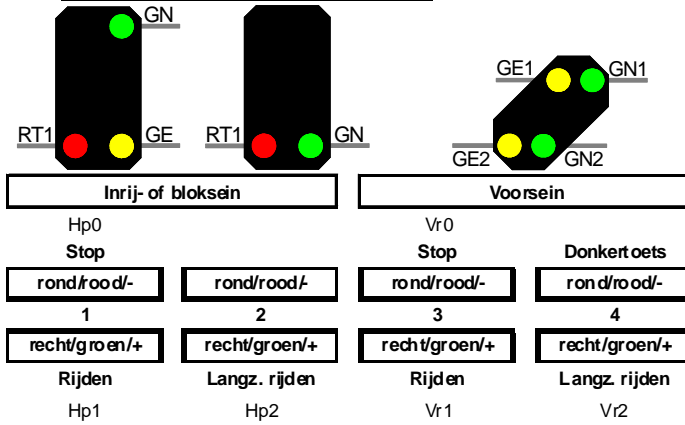 GN
RT1 GE RT1 GN
GE1 GN1
GE2 GN2
Inrij- of bloksein Voorsein
Hp0 Vr0
Stop Stop Donkertoets
rond/rood/- rond/rood/- rond/rood/- rond/rood/-
1 2 3 4
recht/groen/+ recht/groen/+ recht/groen/+ recht/groen/+
Rijden Langz. rijden Rijden Langz. rijden
Hp1 Hp2 Vr1 Vr2